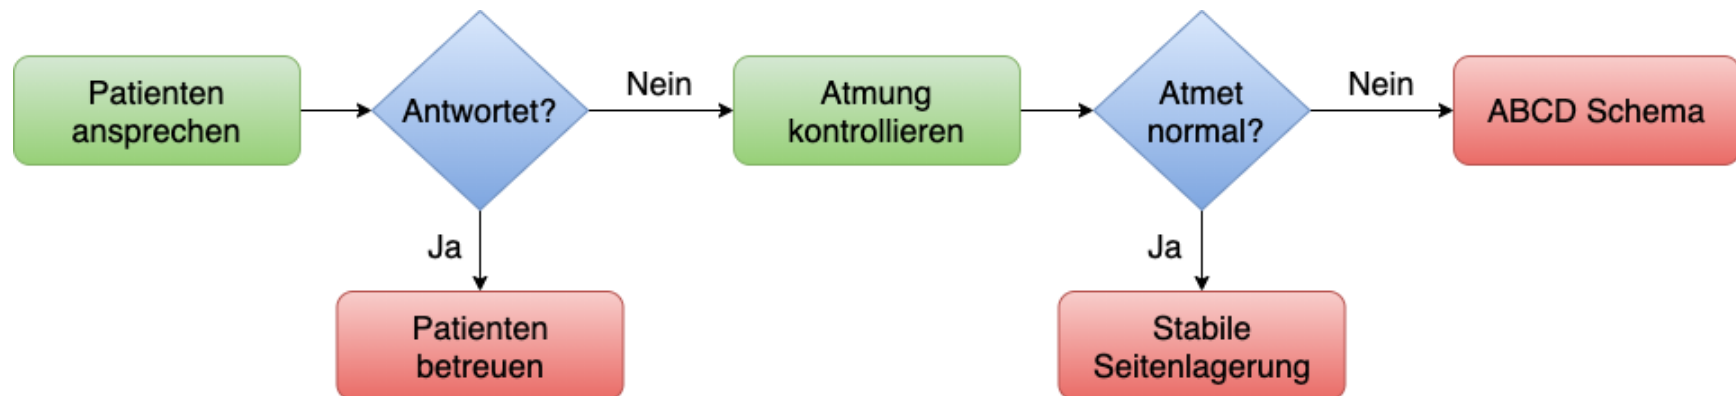 Patienten
ansprechen
Antwortet?
Nein
Atmung
kontrollieren
Atmet
normal?
Nein
ABCD Schema
Ja
Patienten
betreuen
Ja
Stabile
Seitenlagerung